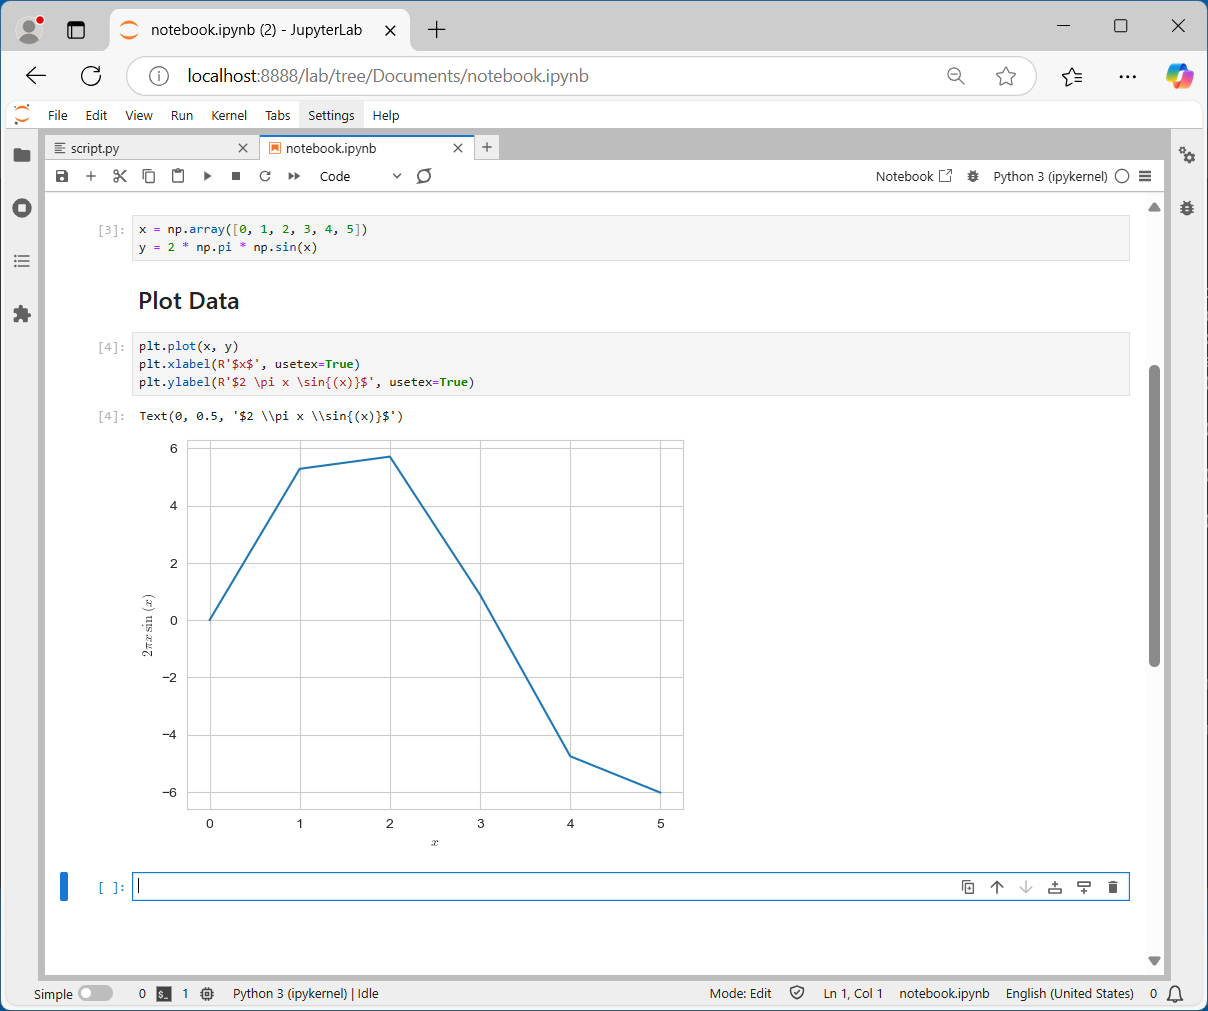 notebook.ipynb (2) - JupyterLab
localhost:8888/lab/tree/Documents/notebook.ipynb
File Edit View Run Kernel Tabs Settings Help
script.py
notebook.ipynb
Code
Notebook
Python 3 (ipykernel)
[3]:
x = np.array([0, 1, 2, 3, 4, 5])
y = 2 * np.pi * np.sin(x)
Plot Data
[4]:
plt.plot(x, y)
plt.xlabel(R'$x$', usetex=True)
plt.ylabel(R'$2 \pi x \sin{(x)}$', usetex=True)
[4]:
Text(0, 0.5, '$2 \\pi x \\sin{(x)}$')
6
4
2
0
−2
−4
−6
2πx sin (x)
0 1 2 3 4 5
x
[ ]:
Simple
0
$_
1
Python 3 (ipykernel) | Idle
Mode: Edit
Ln 1, Col 1
notebook.ipynb
English (United States)
0